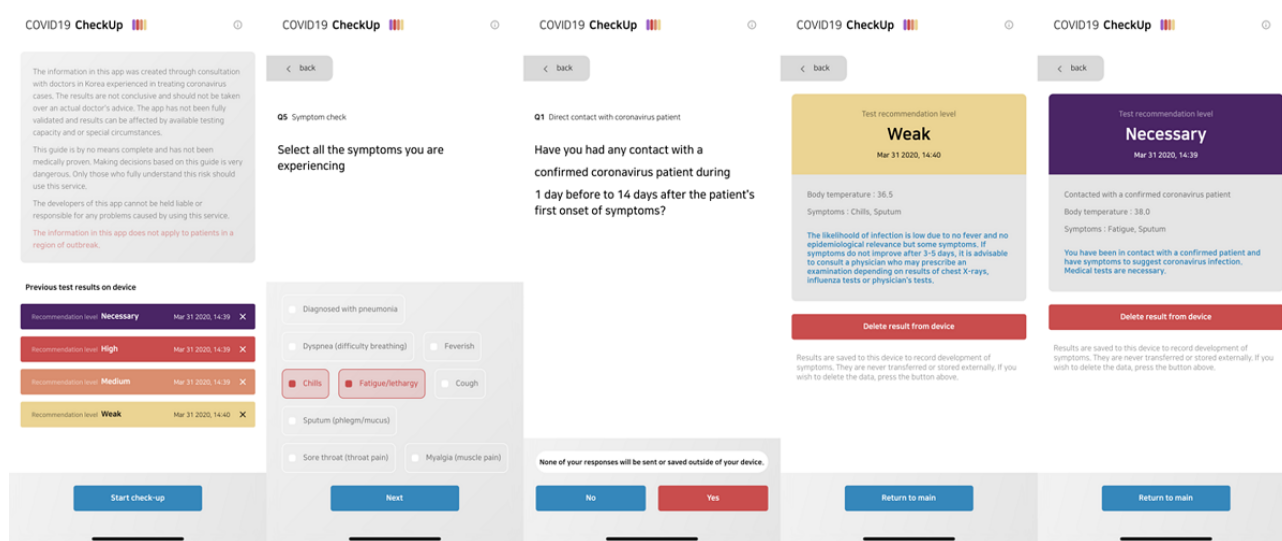 COVID19 CheckUp
The information in this app was created through consultation
with doctors in Korea experienced in treating coronavirus
cases. The results are not conclusive and should not be taken
over an actual doctor's advice. The app has not been fully
validated and results can be affected by available testing
capacity and or special circumstances.
This guide is by no means complete and has not been
medically proven. Making decisions based on this guide is very
dangerous. Only those who fully understand this risk should
use this service.
The developers of this app cannot be held liable or
responsible for any problems caused by using this service.
The information in this app does not apply to patients in a
region of outbreak.
Previous test results on device
Recommendation level Necessary Mar 31 2020, 14:39 X
Recommendation level High Mar 31 2020, 14:39 X
Recommendation level Medium Mar 31 2020, 14:39 X
Recommendation level Weak Mar 31 2020, 14:40 X
Start check-up
COVID19 CheckUp
< back
Q5 Symptom check
Select all the symptoms you are
experiencing
Diagnosed with pneumonia
Dyspnea (difficulty breathing) Feverish
Chills Fatigue/lethargy Cough
Sputum (phlegm/mucus)
Sore throat (throat pain) Myalgia (muscle pain)
Next
COVID19 CheckUp
< back
Q1 Direct contact with coronavirus patient
Have you had any contact with a
confirmed coronavirus patient during
1 day before to 14 days after the patient's
first onset of symptoms?
None of your responses will be sent or saved outside of your device.
No Yes
COVID19 CheckUp
< back
Test recommendation level
Weak
Mar 31 2020, 14:40
Body temperature : 36.5
Symptoms : Chills, Sputum
The likelihoold of infection is low due to no fever and no
epidemiological relevance but some symptoms. If
symptoms do not improve after 3-5 days, it is advisable
to consult a physician who may prescribe an
examination depending on results of chest X-rays,
influenza tests or physician's tests.
Delete result from device
Results are saved to this device to record development of
symptoms. They are never transferred or stored externally. If you
wish to delete the data, press the button above.
Return to main
COVID19 CheckUp
< back
Test recommendation level
Necessary
Mar 31 2020, 14:39
Contacted with a confirmed coronavirus patient
Body temperature : 38.0
Symptoms : Fatigue, Sputum
You have been in contact with a confirmed patient and
have symptoms to suggest coronavirus infection.
Medical tests are necessary.
Delete result from device
Results are saved to this device to record development of
symptoms. They are never transferred or stored externally. If you
wish to delete the data, press the button above.
Return to main